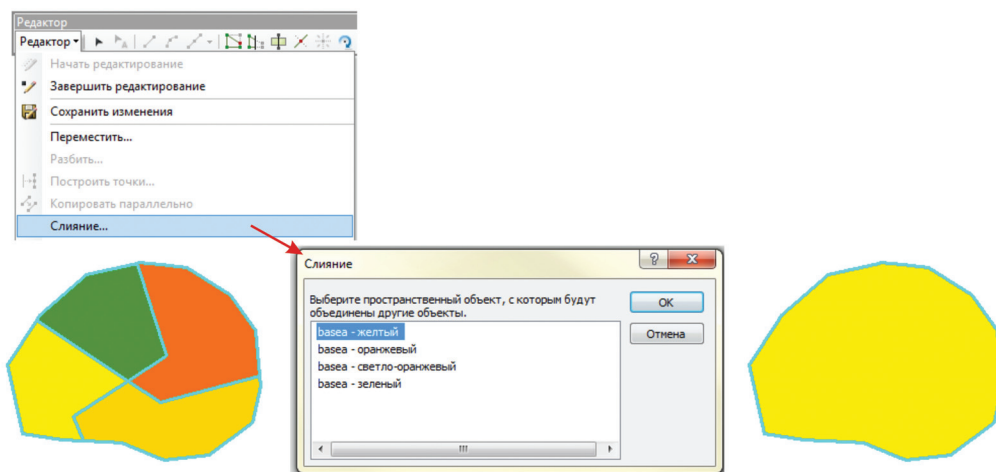 Редактор
Редактор
Начать редактирование
Завершить редактирование
Сохранить изменения
Переместить...
Разбить...
Построить точки...
Копировать параллельно
Слияние...
Слияние
Выберите пространственный объект, с которым будут
объединены другие объекты.
basea - желтый
basea - оранжевый
basea - светло-оранжевый
basea - зеленый
OK
Отмена